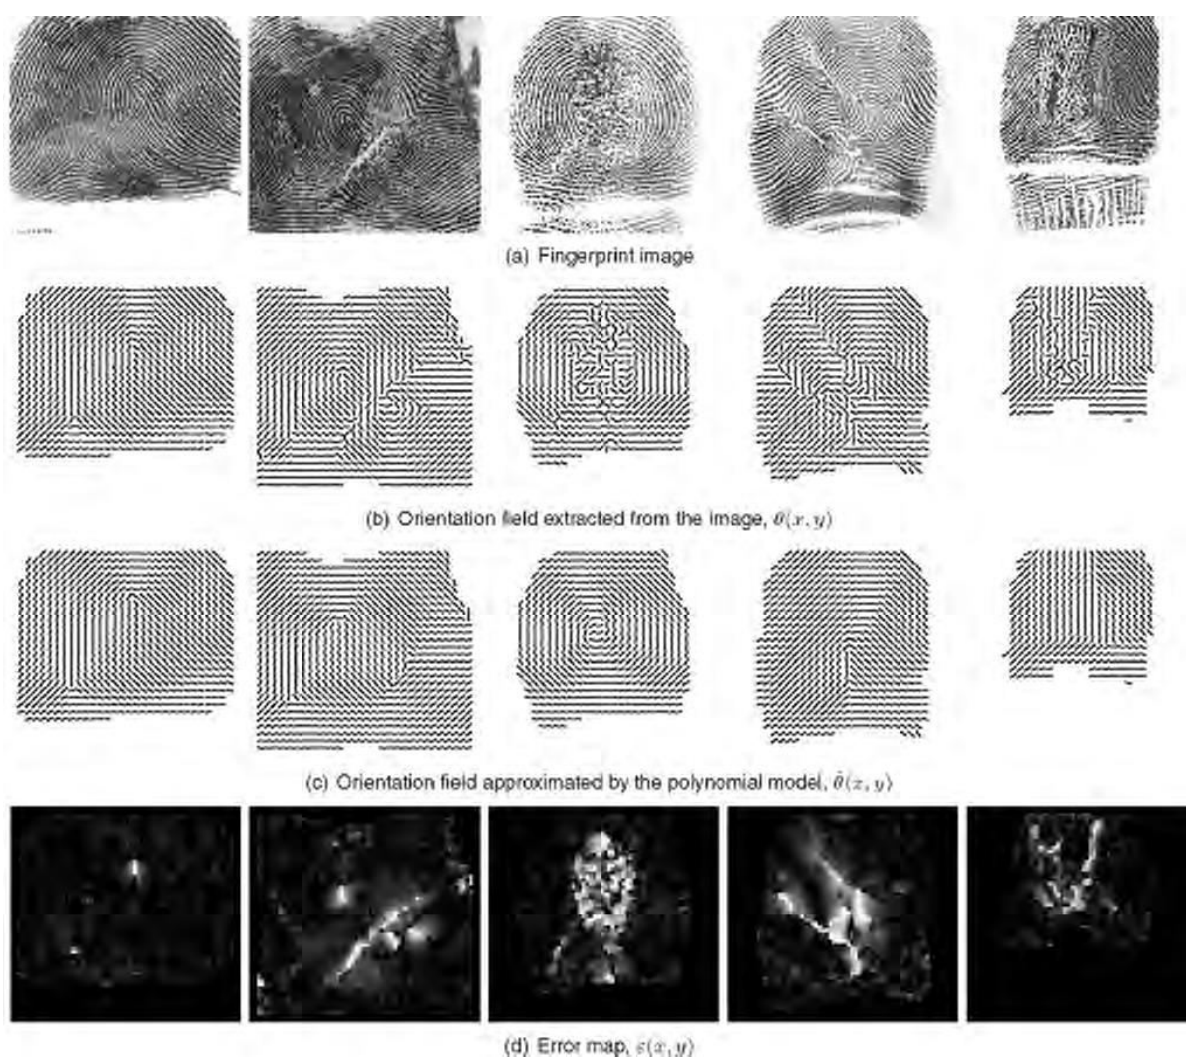 (a) Fingerprint image
(b) Orientation field extracted from the image, θ(x, y)
(c) Orientation field approximated by the polynomial model, θ̂(x, y)
(d) Error map, ε(x, y)